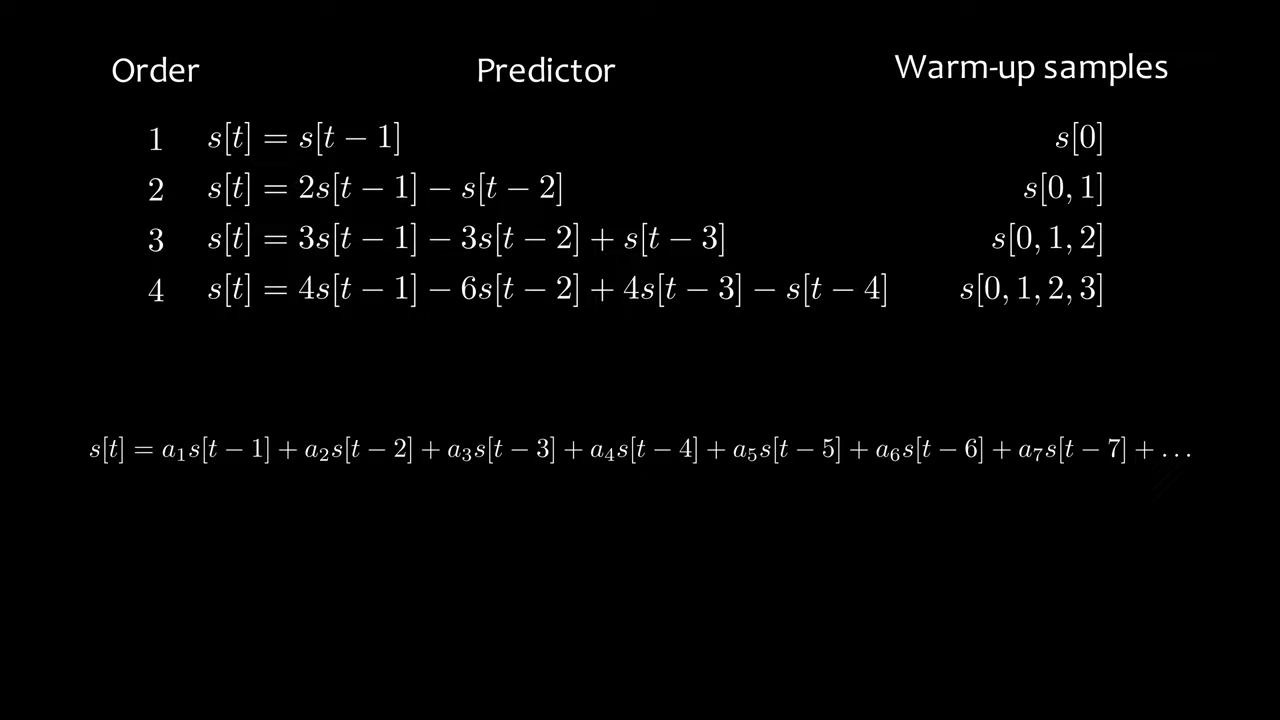 Order Predictor Warm-up samples
1 s[t] = s[t − 1] s[0]
2 s[t] = 2s[t − 1] − s[t − 2] s[0, 1]
3 s[t] = 3s[t − 1] − 3s[t − 2] + s[t − 3] s[0, 1, 2]
4 s[t] = 4s[t − 1] − 6s[t − 2] + 4s[t − 3] − s[t − 4] s[0, 1, 2, 3]
s[t] = a₁s[t − 1] + a₂s[t − 2] + a₃s[t − 3] + a₄s[t − 4] + a₅s[t − 5] + a₆s[t − 6] + a₇s[t − 7] + . . .